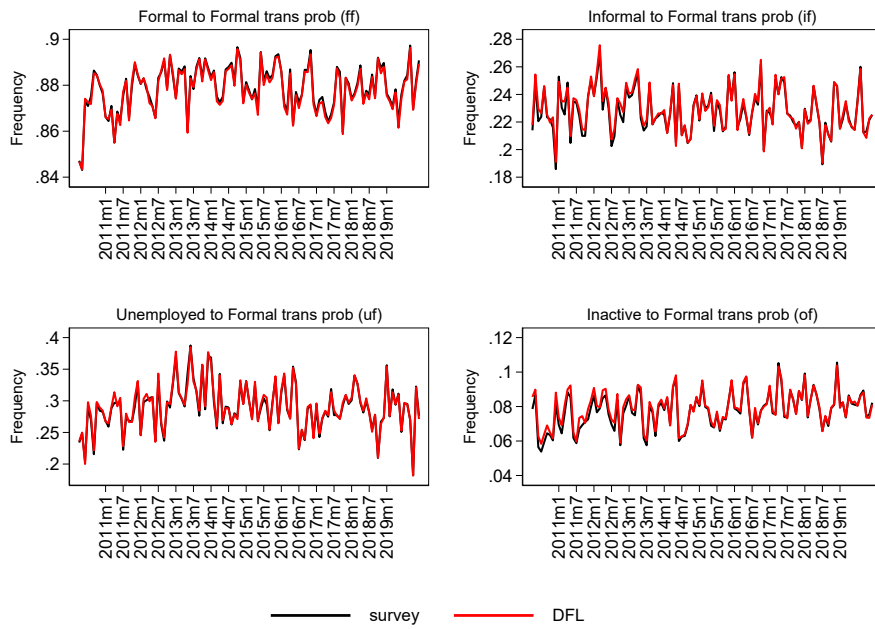 Formal to Formal trans prob (ff)
Frequency
.9
.88
.86
.84
2011m1
2011m7
2012m1
2012m7
2013m1
2013m7
2014m1
2014m7
2015m1
2015m7
2016m1
2016m7
2017m1
2017m7
2018m1
2018m7
2019m1
Informal to Formal trans prob (if)
Frequency
.28
.26
.24
.22
.2
.18
2011m1
2011m7
2012m1
2012m7
2013m1
2013m7
2014m1
2014m7
2015m1
2015m7
2016m1
2016m7
2017m1
2017m7
2018m1
2018m7
2019m1
Unemployed to Formal trans prob (uf)
Frequency
.4
.35
.3
.25
.2
2011m1
2011m7
2012m1
2012m7
2013m1
2013m7
2014m1
2014m7
2015m1
2015m7
2016m1
2016m7
2017m1
2017m7
2018m1
2018m7
2019m1
Inactive to Formal trans prob (of)
Frequency
.12
.1
.08
.06
.04
2011m1
2011m7
2012m1
2012m7
2013m1
2013m7
2014m1
2014m7
2015m1
2015m7
2016m1
2016m7
2017m1
2017m7
2018m1
2018m7
2019m1
survey
DFL